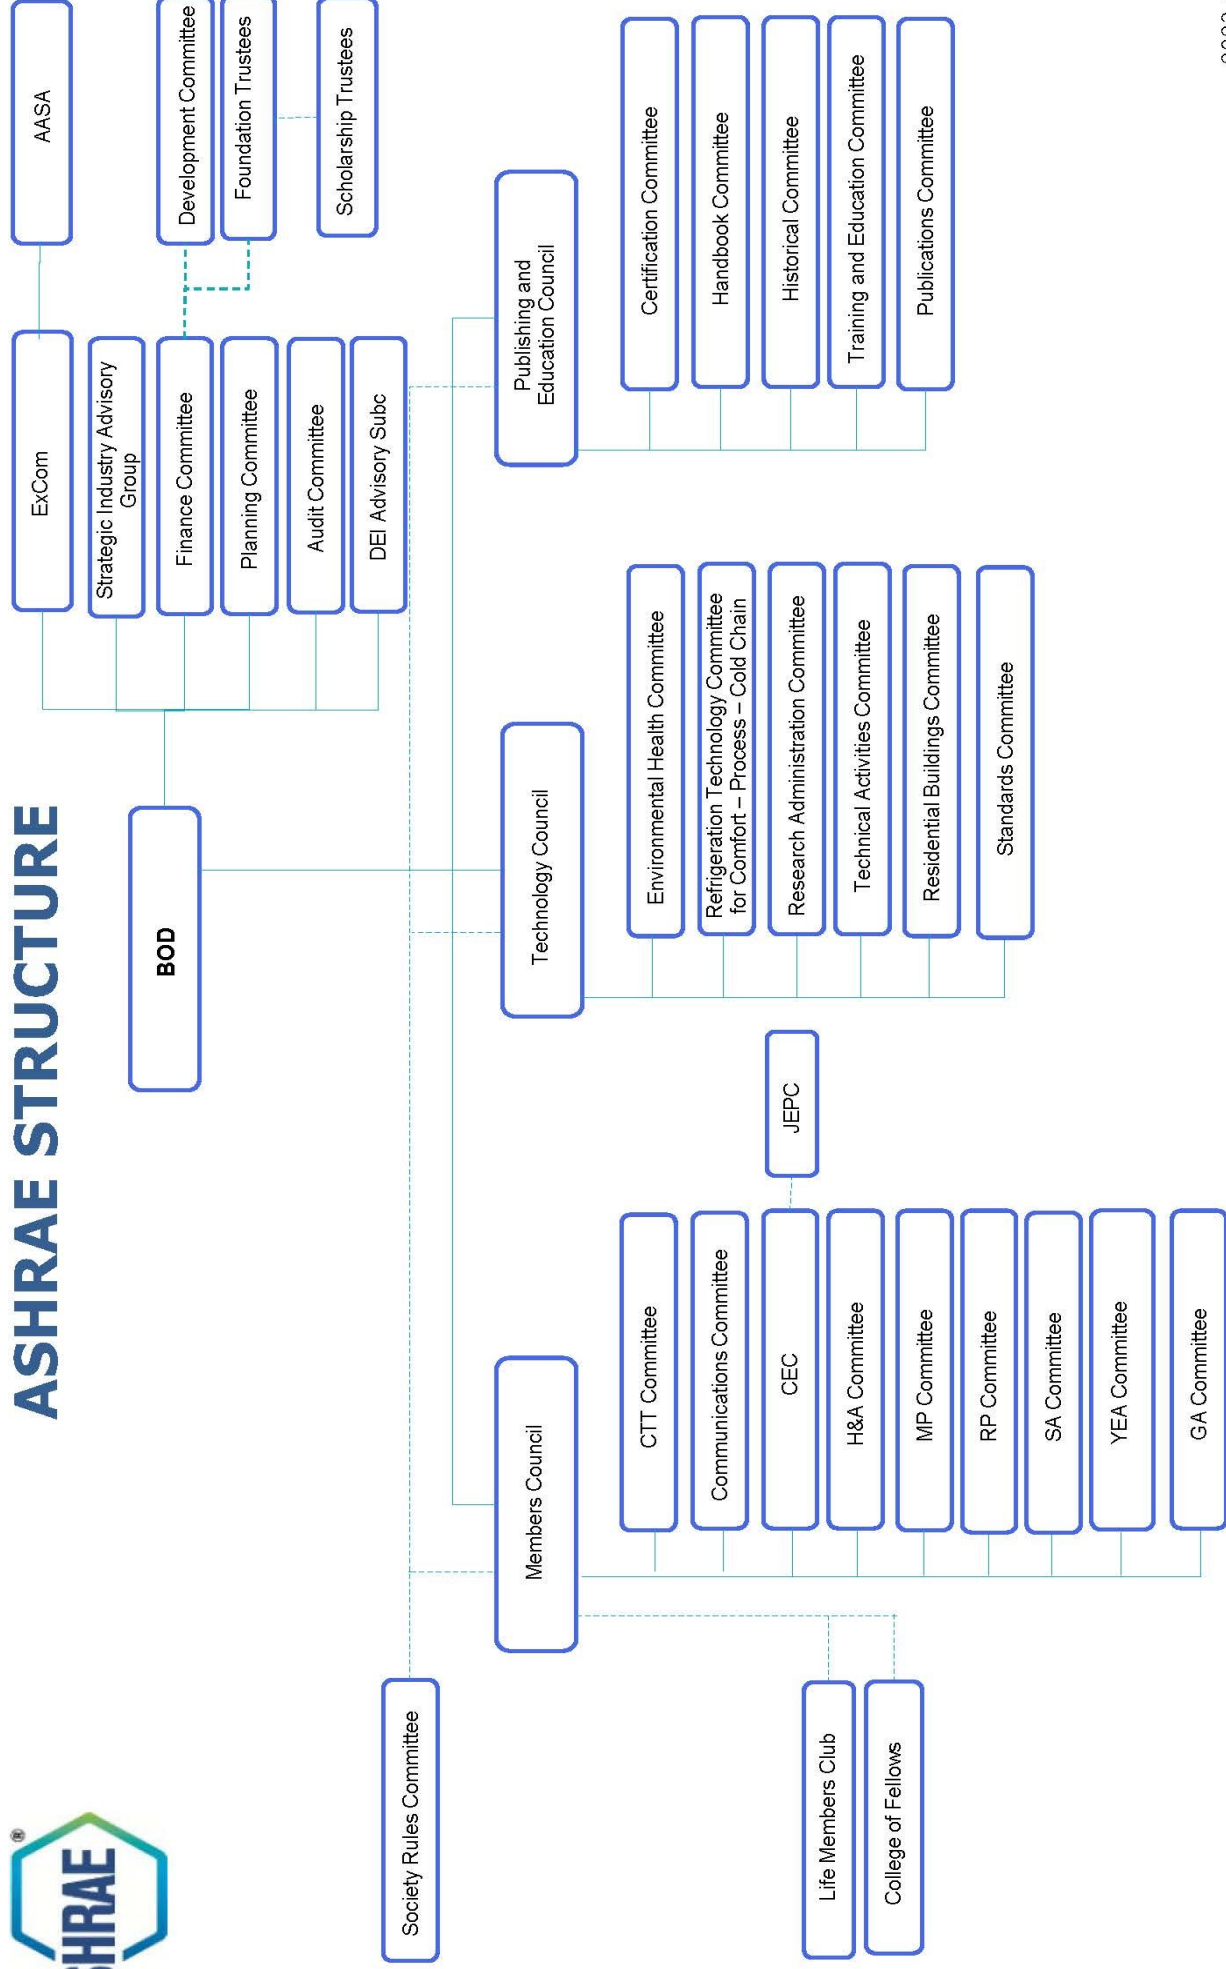 ASHRAE STRUCTURE
SHRAE
®
BOD
ExCom
AASA
Strategic Industry Advisory
Group
Finance Committee
Development Committee
Foundation Trustees
Scholarship Trustees
Planning Committee
Audit Committee
DEI Advisory Subc
Society Rules Committee
Members Council
Technology Council
Publishing and
Education Council
CTT Committee
Communications Committee
CEC
JEPC
H&A Committee
MP Committee
RP Committee
SA Committee
YEA Committee
GA Committee
Life Members Club
College of Fellows
Environmental Health Committee
Refrigeration Technology Committee
for Comfort – Process – Cold Chain
Research Administration Committee
Technical Activities Committee
Residential Buildings Committee
Standards Committee
Certification Committee
Handbook Committee
Historical Committee
Training and Education Committee
Publications Committee